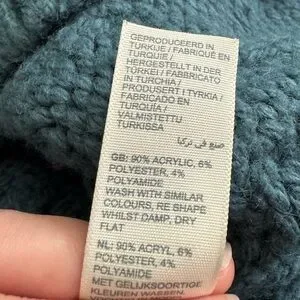 GEPRODUCEERD IN
TURKIJE / FABRIQUÉ EN
TURQUIE /
HERGESTELLT IN DER
TÜRKEI / FABBRICATO
IN TURCHIA /
PRODUSERT I TYRKIA /
FABRICADO EN
TURQUÍA /
VALMISTETTU
TURKISSA
صنع في تركيا
GB: 90% ACRYLIC, 6%
POLYESTER, 4%
POLYAMIDE
WASH WITH SIMILAR
COLOURS, RE SHAPE
WHILST DAMP, DRY
FLAT
NL: 90% ACRYL, 6%
POLYESTER, 4%
POLYAMIDE
MET GELIJKSOORTIGE
KLEUREN WASSEN,